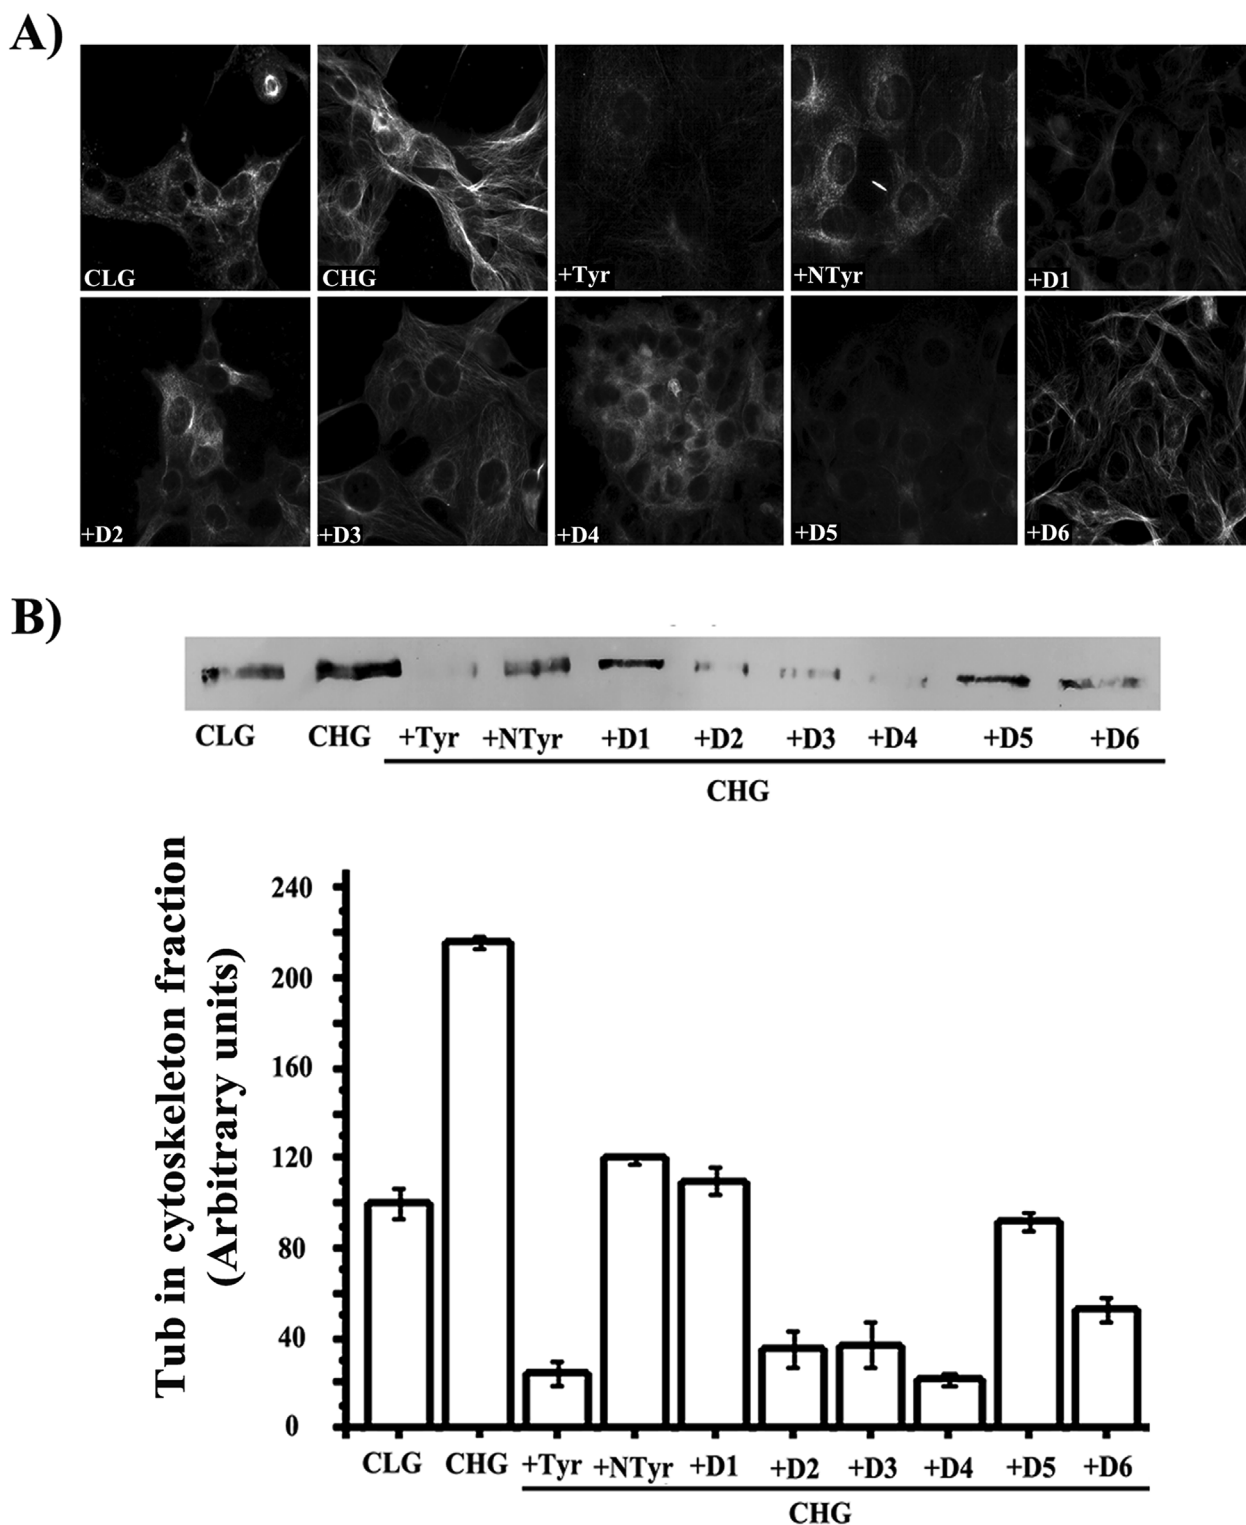 A)
CLG CHG +Tyr +NTyr +D1
+D2 +D3 +D4 +D5 +D6
B)
CLG CHG +Tyr +NTyr +D1 +D2 +D3 +D4 +D5 +D6
CHG
Tub in cytoskeleton fraction
(Arbitrary units)
240
200
160
120
80
40
0
CLG CHG +Tyr +NTyr +D1 +D2 +D3 +D4 +D5 +D6
CHG